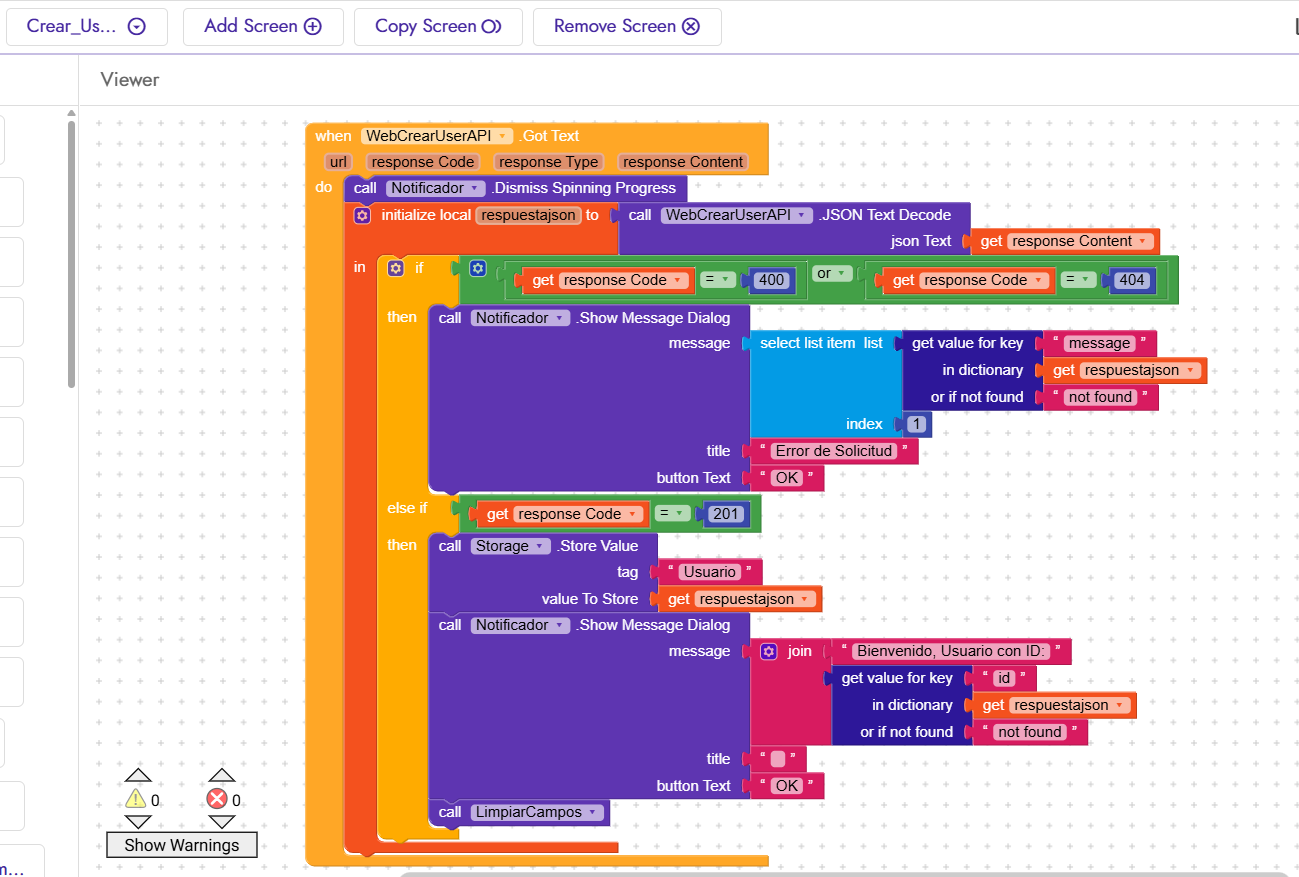 Crear_Us... Add Screen Copy Screen Remove Screen
Viewer
when WebCrearUserAPI .Got Text
url response Code response Type response Content
do call Notificador .Dismiss Spinning Progress
initialize local respuestajson to call WebCrearUserAPI .JSON Text Decode
json Text get response Content
in if get response Code = 400 or get response Code = 404
then call Notificador .Show Message Dialog
message select list item list get value for key “ message ”
in dictionary get respuestajson
or if not found “ not found ”
index 1
title “ Error de Solicitud ”
button Text “ OK ”
else if get response Code = 201
then call Storage .Store Value
tag “ Usuario ”
value To Store get respuestajson
call Notificador .Show Message Dialog
message join “ Bienvenido, Usuario con ID: ”
get value for key “ id ”
in dictionary get respuestajson
or if not found “ not found ”
title “ ”
button Text “ OK ”
call LimpiarCampos
0 0
Show Warnings